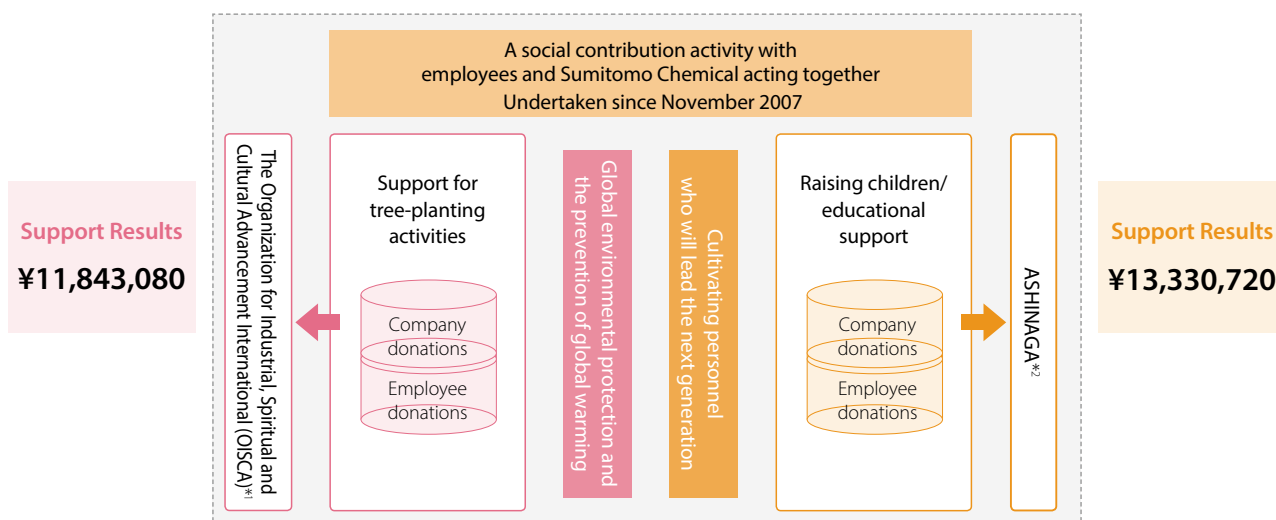 A social contribution activity with
employees and Sumitomo Chemical acting together
Undertaken since November 2007
Support Results
¥11,843,080
The Organization for Industrial, Spiritual and
Cultural Advancement International (OISCA)*1
Support for
tree-planting
activities
Company
donations
Employee
donations
Global environmental protection and
the prevention of global warming
Cultivating personnel
who will lead the next generation
Raising children/
educational
support
Company
donations
Employee
donations
ASHINAGA*2
Support Results
¥13,330,720